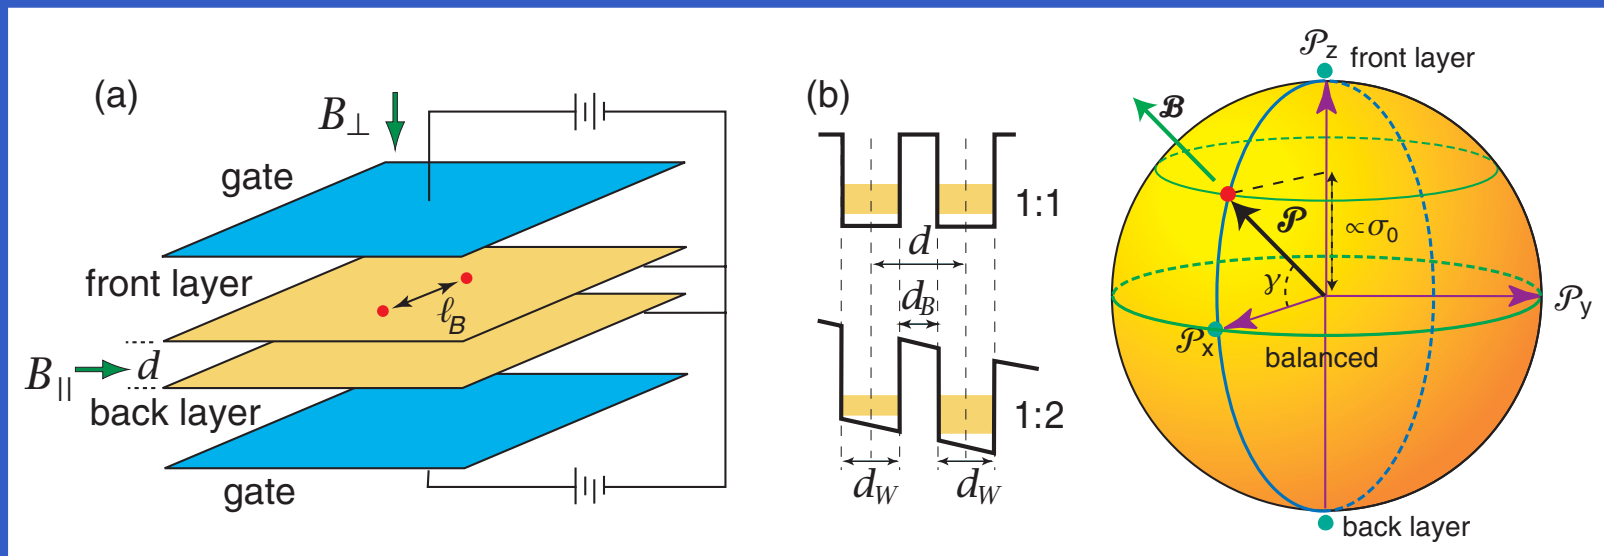 (a)
B⊥
gate
front layer
ℓB
d
B||
back layer
gate
(b)
1:1
d
dB
1:2
dW
dW
𝒫z
front layer
ℬ
𝒫
∝σ0
γ
𝒫y
𝒫x
balanced
back layer